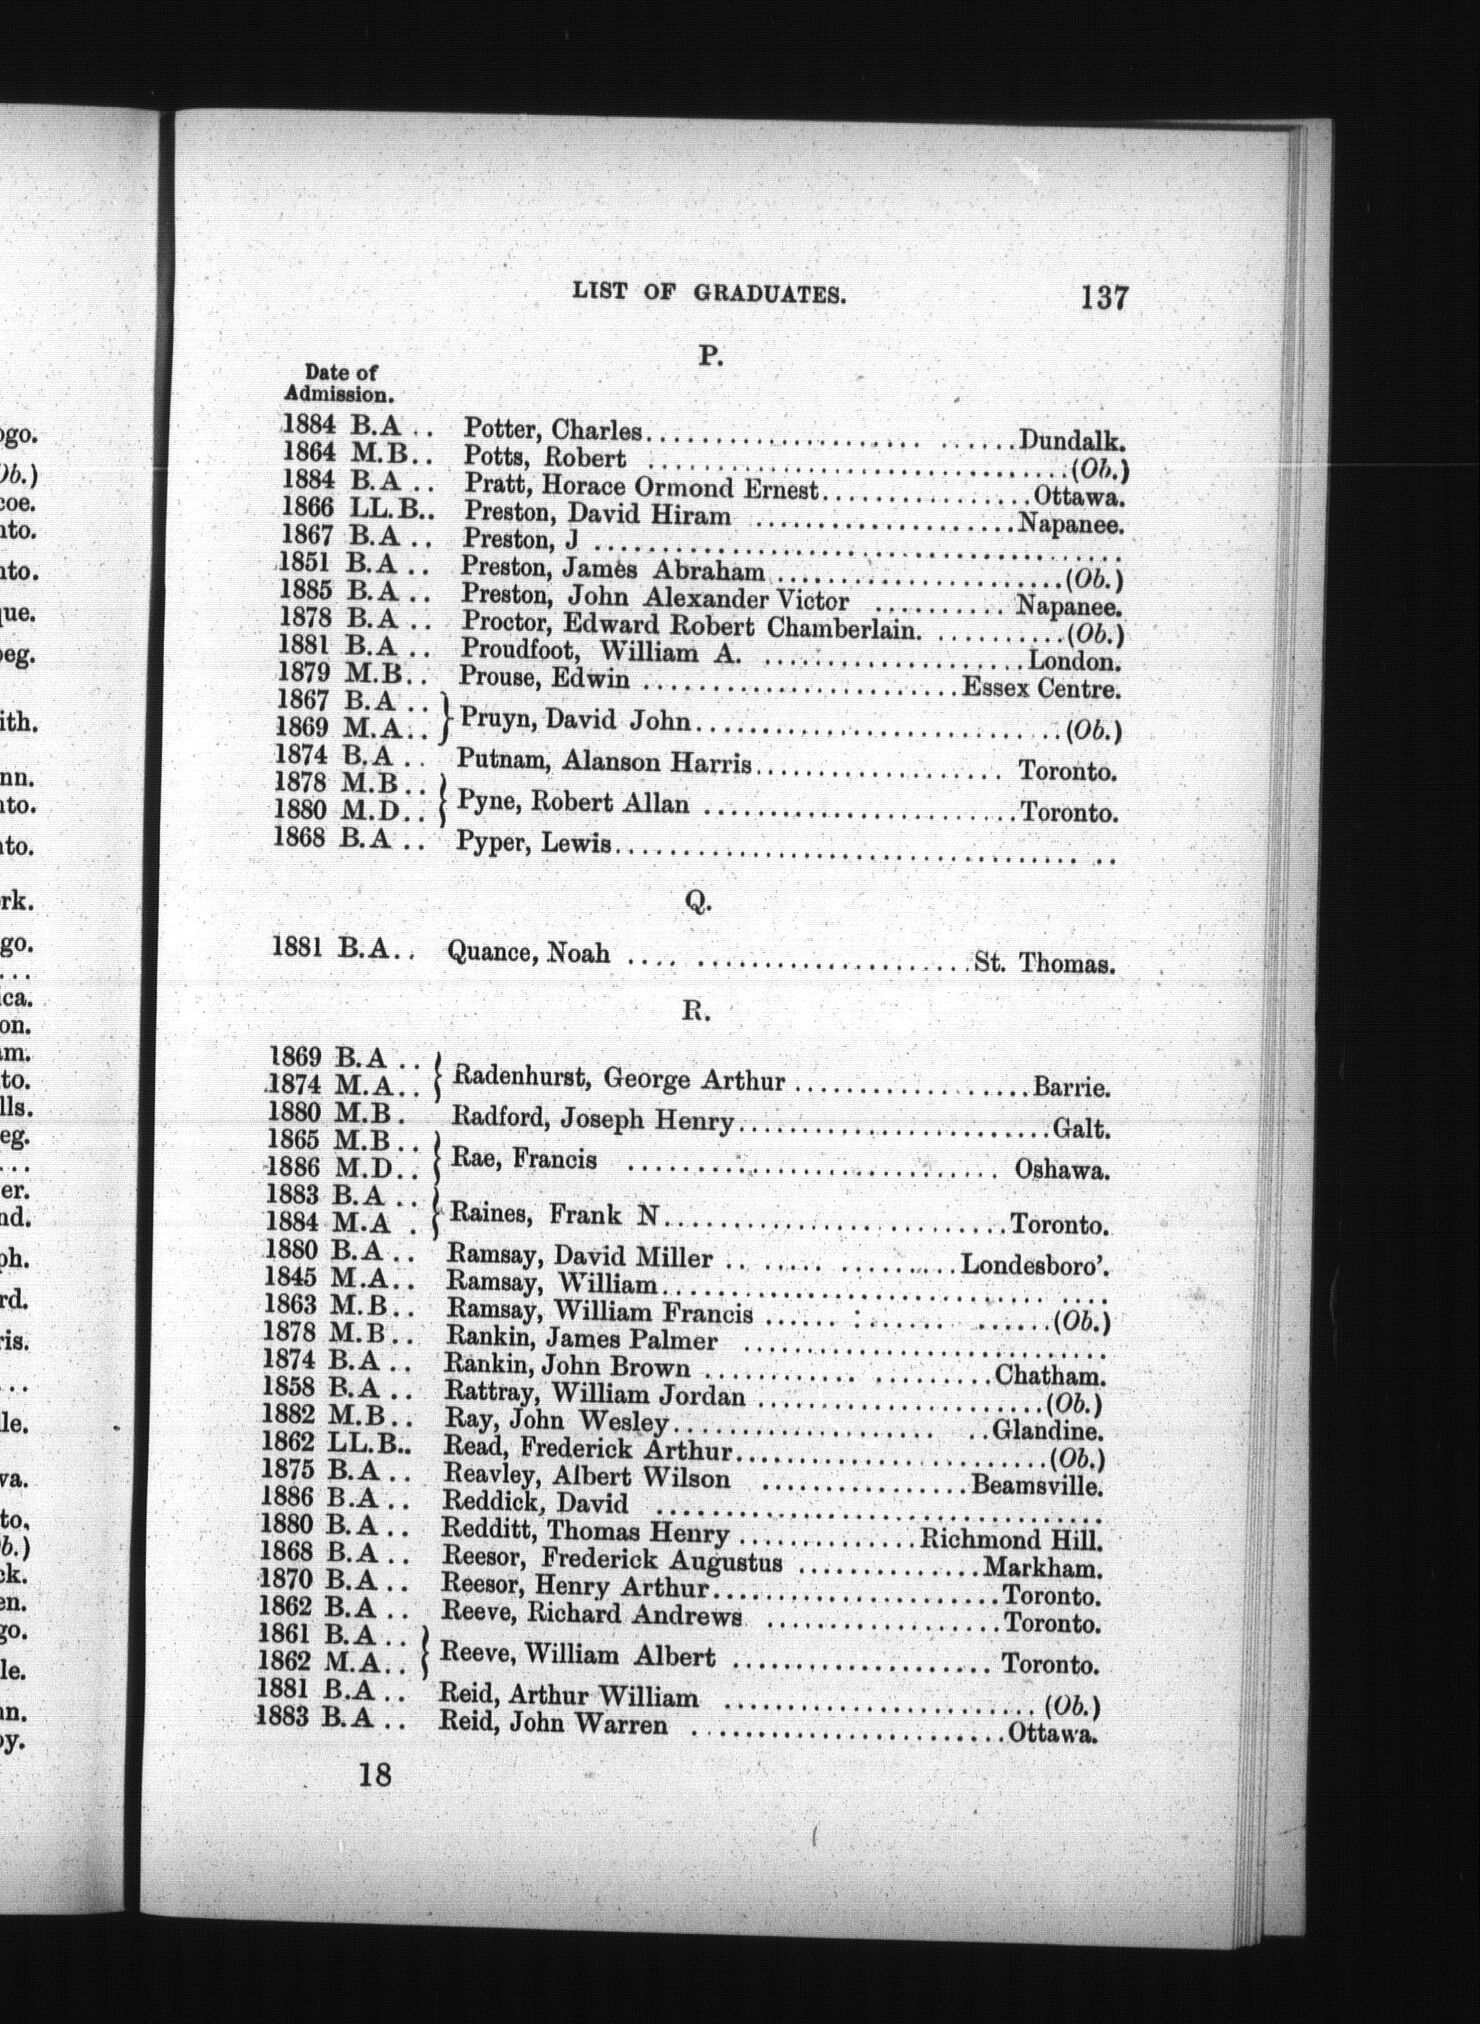 LIST OF GRADUATES. 137
P.
Date of
Admission.
1884 B.A .. Potter, Charles.................... ......Dundalk.
1864 M.B.. Potts, Robert ...............................(Ob.)
1884 B.A .. Pratt, Horace Ormond Ernest................Ottawa.
1866 LL.B.. Preston, David Hiram ....................Napanee.
1867 B.A .. Preston, J .......................................
1851 B.A .. Preston, James Abraham .....................(Ob.)
1885 B.A .. Preston, John Alexander Victor ..........Napanee.
1878 B.A .. Proctor, Edward Robert Chamberlain. ..........(Ob.)
1881 B.A .. Proudfoot, William A. ...................London.
1879 M.B.. Prouse, Edwin .......................Essex Centre.
1867 B.A ..
1869 M.A.. } Pruyn, David John...........................(Ob.)
1874 B.A .. Putnam, Alanson Harris.................. Toronto.
1878 M.B..
1880 M.D.. { Pyne, Robert Allan .......................Toronto.
1868 B.A .. Pyper, Lewis.................................. ..
Q.
1881 B.A.. Quance, Noah .... ....................St. Thomas.
R.
1869 B.A ..
1874 M.A.. { Radenhurst, George Arthur ..................Barrie.
1880 M.B. Radford, Joseph Henry.......................Galt.
1865 M.B..
1886 M.D.. { Rae, Francis ............................ Oshawa.
1883 B.A ..
1884 M.A . { Raines, Frank N.........................Toronto.
1880 B.A .. Ramsay, David Miller .. ..... .........Londesboro'.
1845 M.A.. Ramsay, William............................ ....
1863 M.B.. Ramsay, William Francis ...... ........ ......(Ob.)
1878 M.B.. Rankin, James Palmer ...........................
1874 B.A .. Rankin, John Brown ........... .........Chatham.
1858 B.A .. Rattray, William Jordan .....................(Ob.)
1882 M.B.. Ray, John Wesley................... ..Glandine.
1862 LL.B.. Read, Frederick Arthur.......................(Ob.)
1875 B.A .. Reavley, Albert Wilson ...............Beamsville.
1886 B.A .. Reddick, David .................................
1880 B.A .. Redditt, Thomas Henry .............Richmond Hill.
1868 B.A .. Reesor, Frederick Augustus .............Markham.
1870 B.A .. Reesor, Henry Arthur.....................Toronto.
1862 B.A .. Reeve, Richard Andrews .................Toronto.
1861 B.A ..
1862 M.A.. } Reeve, William Albert ................... Toronto.
1881 B.A .. Reid, Arthur William ....................... (Ob.)
1883 B.A .. Reid, John Warren .......................Ottawa.
18